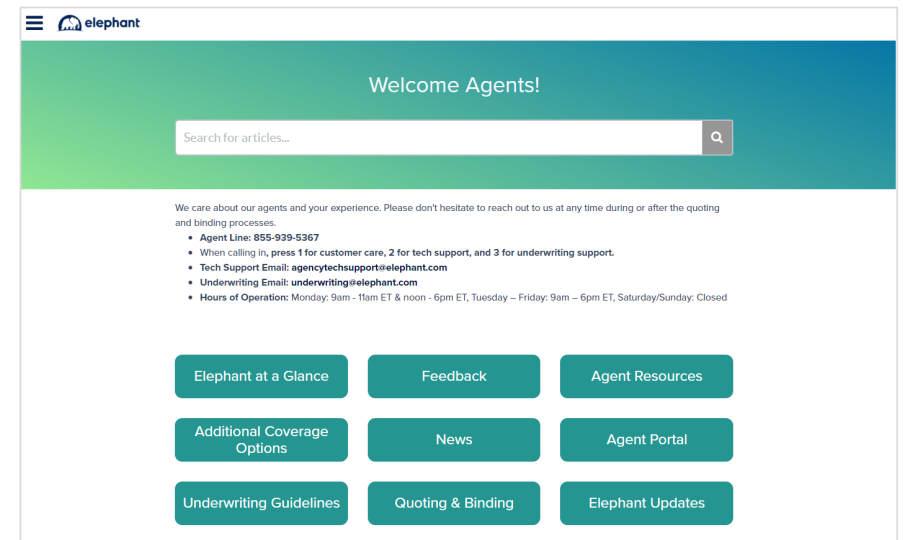 elephant
Welcome Agents!
Search for articles...
We care about our agents and your experience. Please don't hesitate to reach out to us at any time during or after the quoting
and binding processes.
• Agent Line: 855-939-5367
• When calling in, press 1 for customer care, 2 for tech support, and 3 for underwriting support.
• Tech Support Email: agencytechsupport@elephant.com
• Underwriting Email: underwriting@elephant.com
• Hours of Operation: Monday: 9am - 11am ET & noon - 6pm ET, Tuesday – Friday: 9am – 6pm ET, Saturday/Sunday: Closed
Elephant at a Glance
Feedback
Agent Resources
Additional Coverage
Options
News
Agent Portal
Underwriting Guidelines
Quoting & Binding
Elephant Updates